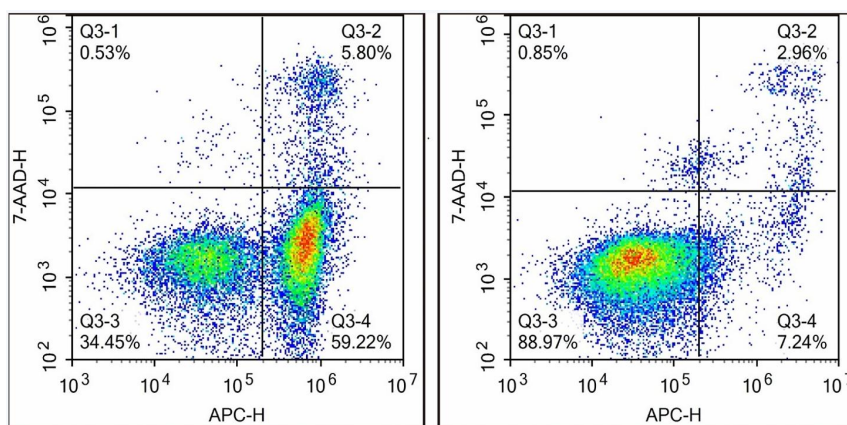 Q3-1
0.53%
Q3-2
5.80%
Q3-3
34.45%
Q3-4
59.22%
10^6
10^5
10^4
10^3
10^2
7-AAD-H
10^3 10^4 10^5 10^6 10^7
APC-H
Q3-1
0.85%
Q3-2
2.96%
Q3-3
88.97%
Q3-4
7.24%
10^6
10^5
10^4
10^3
10^2
7-AAD-H
10^3 10^4 10^5 10^6 10^7
APC-H